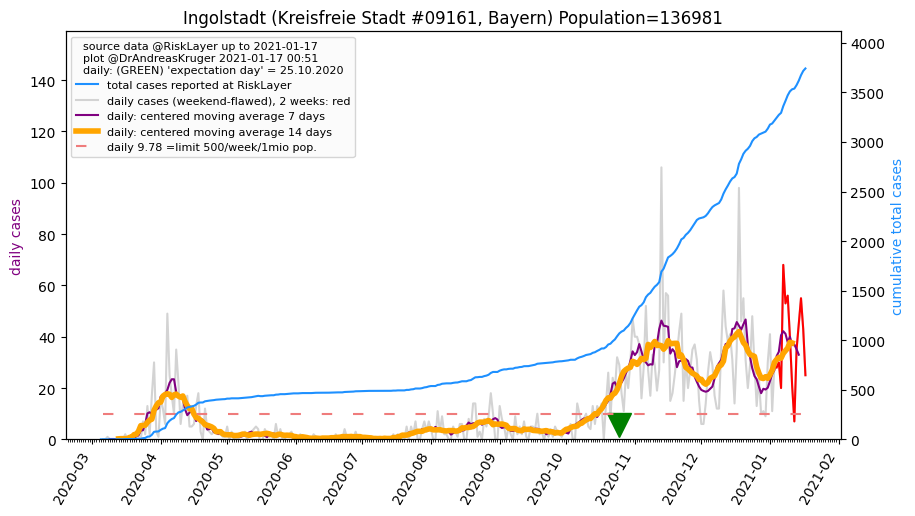 Ingolstadt (Kreisfreie Stadt #09161, Bayern) Population=136981
source data @RiskLayer up to 2021-01-17
plot @DrAndreasKruger 2021-01-17 00:51
daily: (GREEN) 'expectation day' = 25.10.2020
total cases reported at RiskLayer
daily cases (weekend-flawed), 2 weeks: red
daily: centered moving average 7 days
daily: centered moving average 14 days
daily 9.78 =limit 500/week/1mio pop.
daily cases
140
120
100
80
60
40
20
0
cumulative total cases
4000
3500
3000
2500
2000
1500
1000
500
0
2020-03
2020-04
2020-05
2020-06
2020-07
2020-08
2020-09
2020-10
2020-11
2020-12
2021-01
2021-02